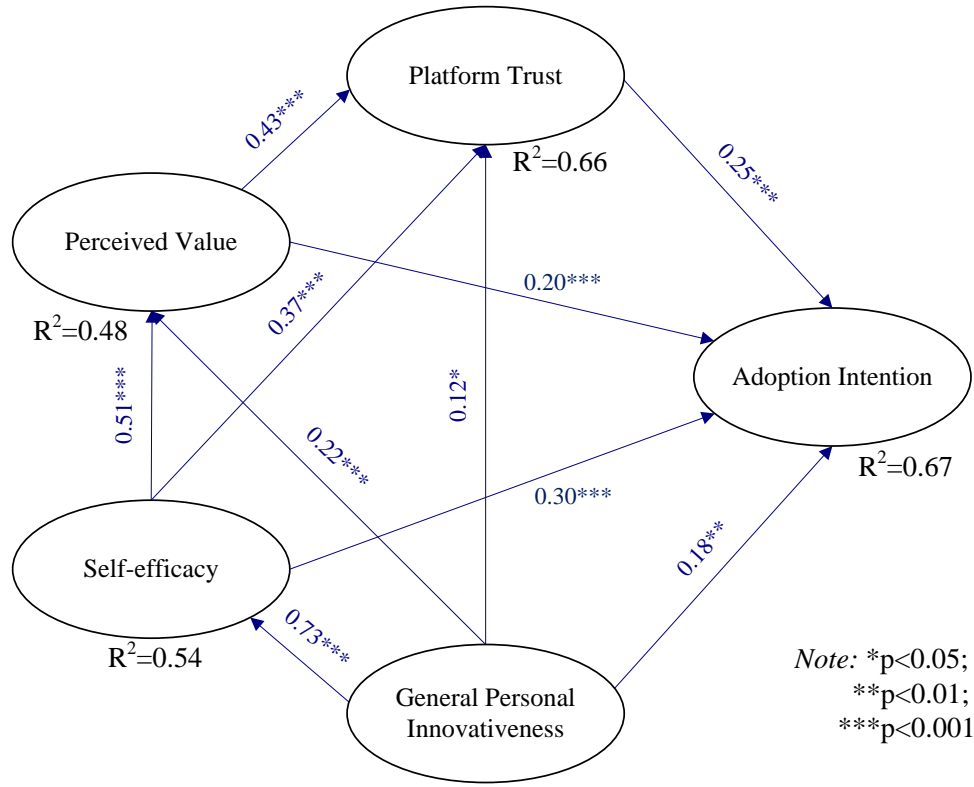 Platform Trust
0.43***
R²=0.66
0.25***
Perceived Value
0.20***
0.37***
R²=0.48
Adoption Intention
0.51***
0.12*
0.22***
R²=0.67
0.30***
0.18**
Self-efficacy
0.73***
R²=0.54
General Personal
Innovativeness
Note: *p<0.05;
**p<0.01;
***p<0.001